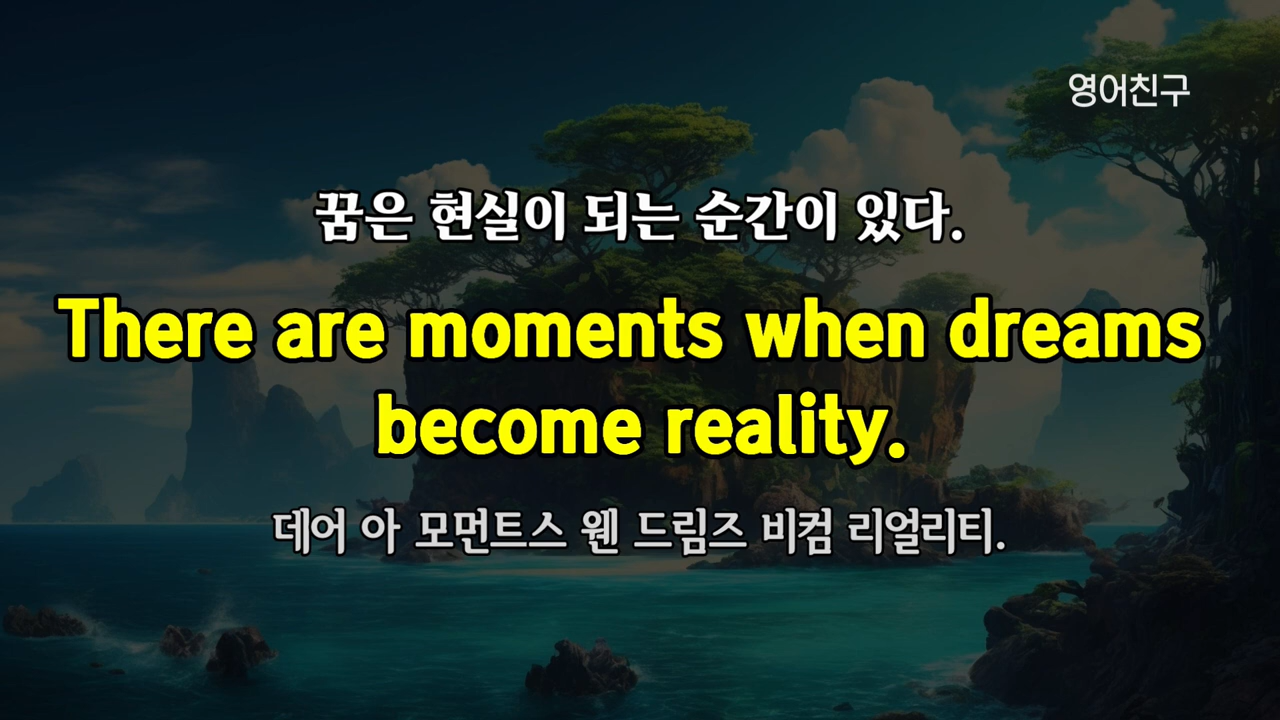 영어친구
꿈은 현실이 되는 순간이 있다.
There are moments when dreams
become reality.
데어 아 모먼트스 웬 드림즈 비컴 리얼리티.